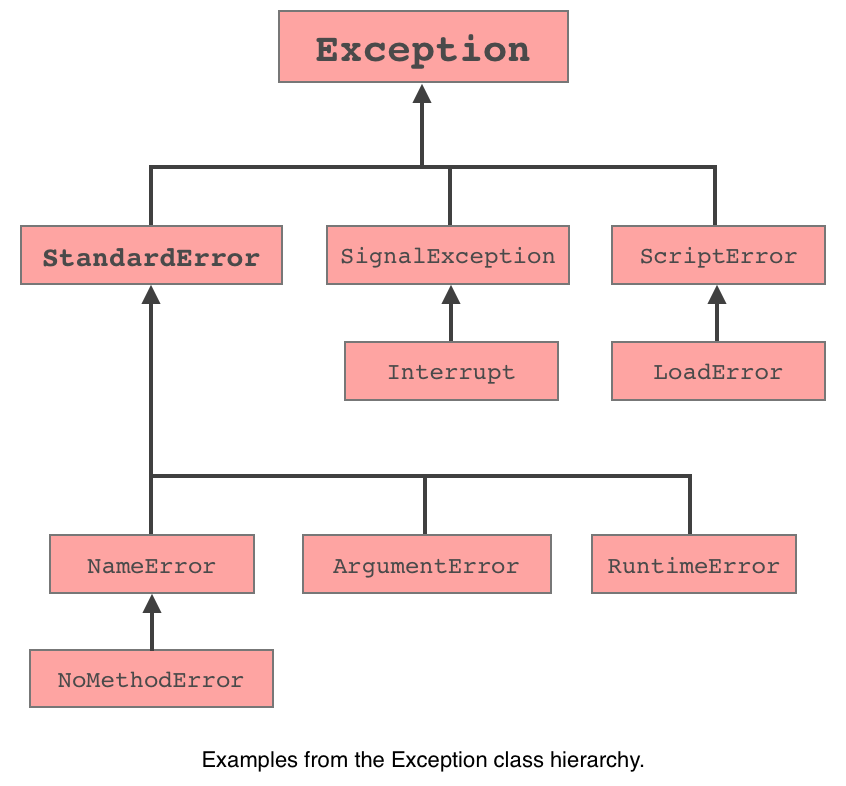 Exception
StandardError
SignalException
ScriptError
Interrupt
LoadError
NameError
ArgumentError
RuntimeError
NoMethodError
Examples from the Exception class hierarchy.